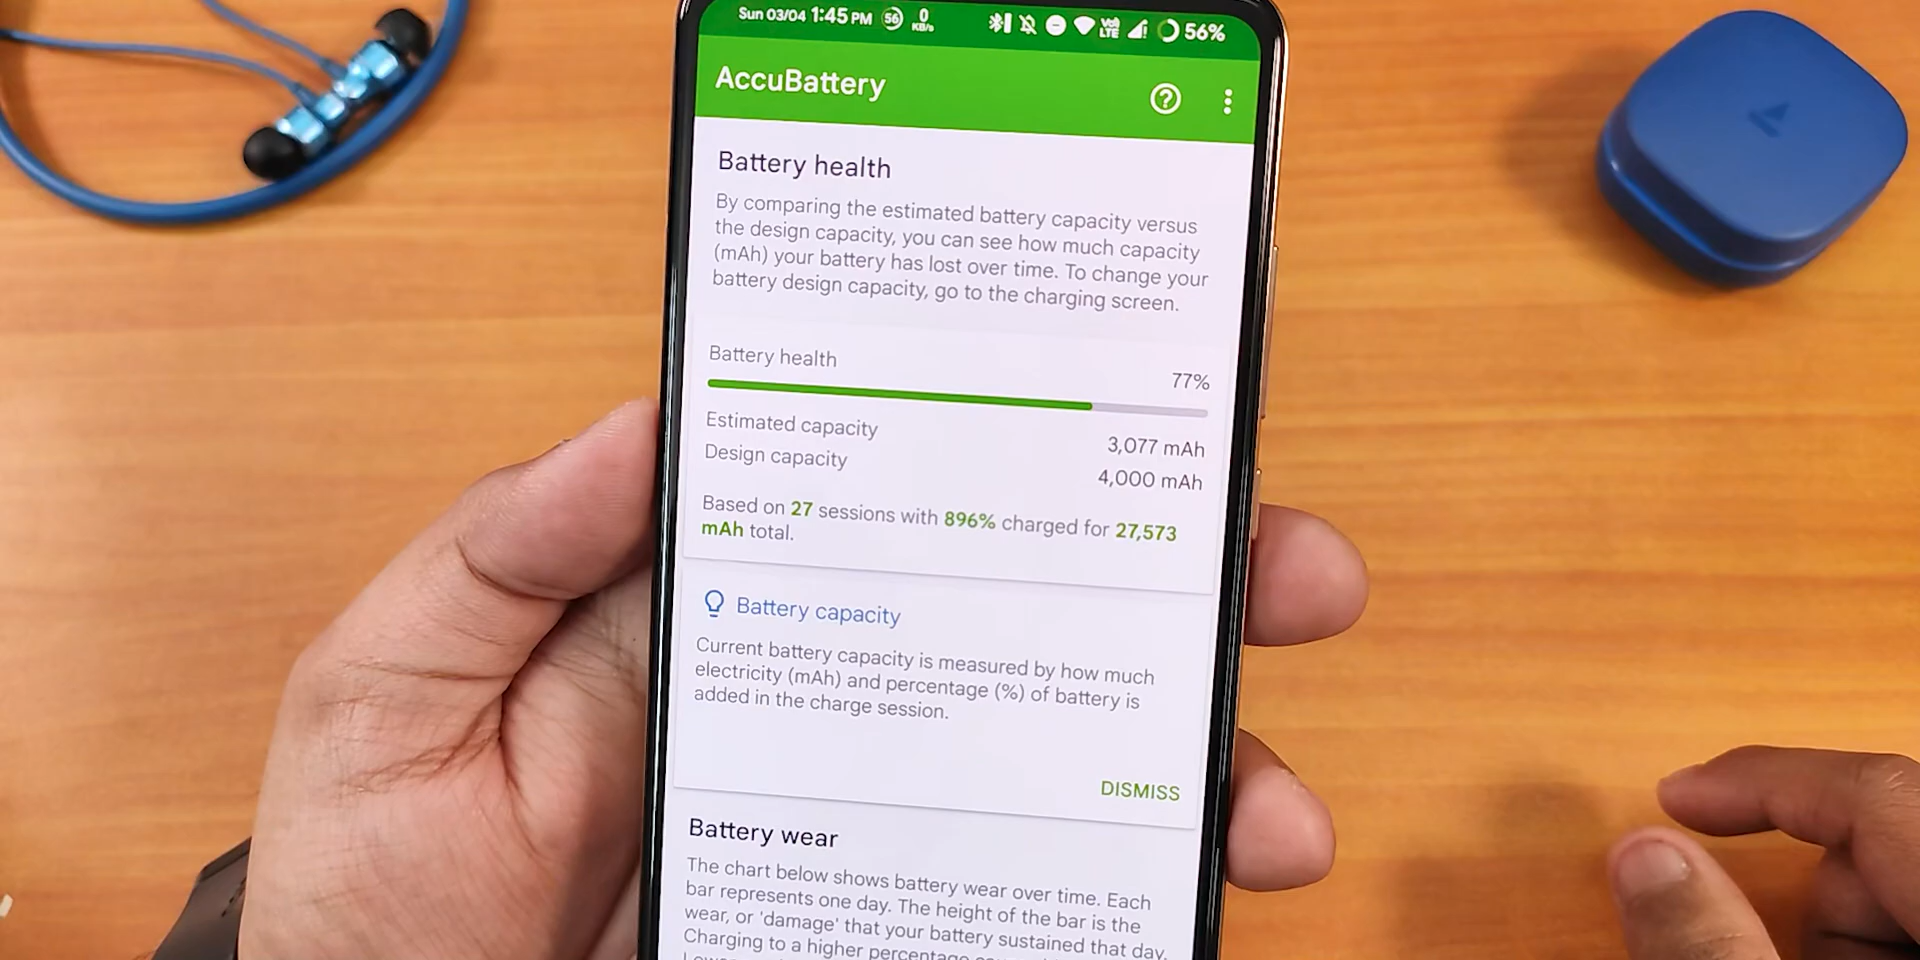 Sun 03/04 1:45 PM 56 0 KB/s Vo) LTE 56%
AccuBattery
Battery health
By comparing the estimated battery capacity versus
the design capacity, you can see how much capacity
(mAh) your battery has lost over time. To change your
battery design capacity, go to the charging screen.
Battery health 77%
Estimated capacity 3,077 mAh
Design capacity 4,000 mAh
Based on 27 sessions with 896% charged for 27,573
mAh total.
Battery capacity
Current battery capacity is measured by how much
electricity (mAh) and percentage (%) of battery is
added in the charge session.
DISMISS
Battery wear
The chart below shows battery wear over time. Each
bar represents one day. The height of the bar is the
wear, or 'damage' that your battery sustained that day.
Charging to a higher percentage